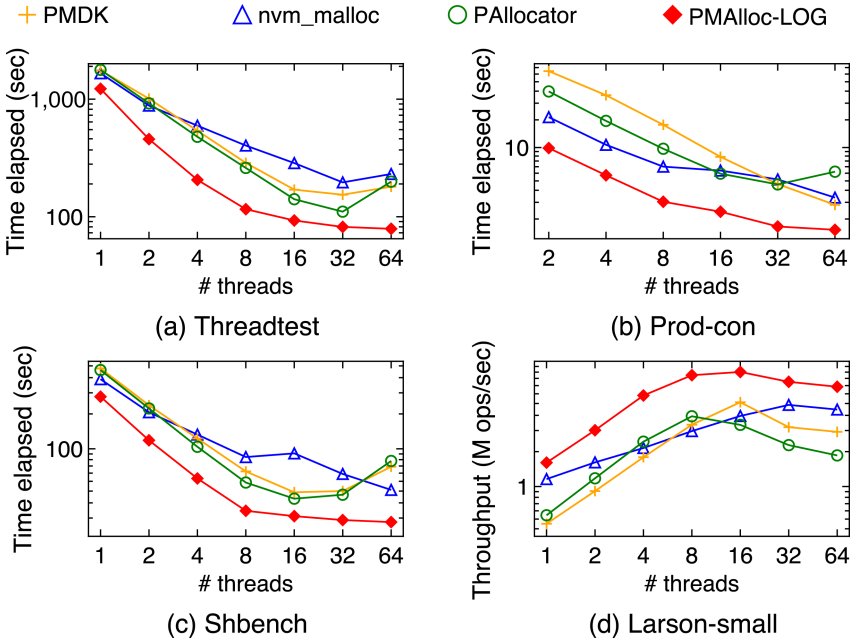 PMDK nvm_malloc PAllocator PMAlloc-LOG
Time elapsed (sec)
1,000
100
1 2 4 8 16 32 64
# threads
(a) Threadtest
Time elapsed (sec)
10
2 4 8 16 32 64
# threads
(b) Prod-con
Time elapsed (sec)
100
1 2 4 8 16 32 64
# threads
(c) Shbench
Throughput (M ops/sec)
1
1 2 4 8 16 32 64
# threads
(d) Larson-small